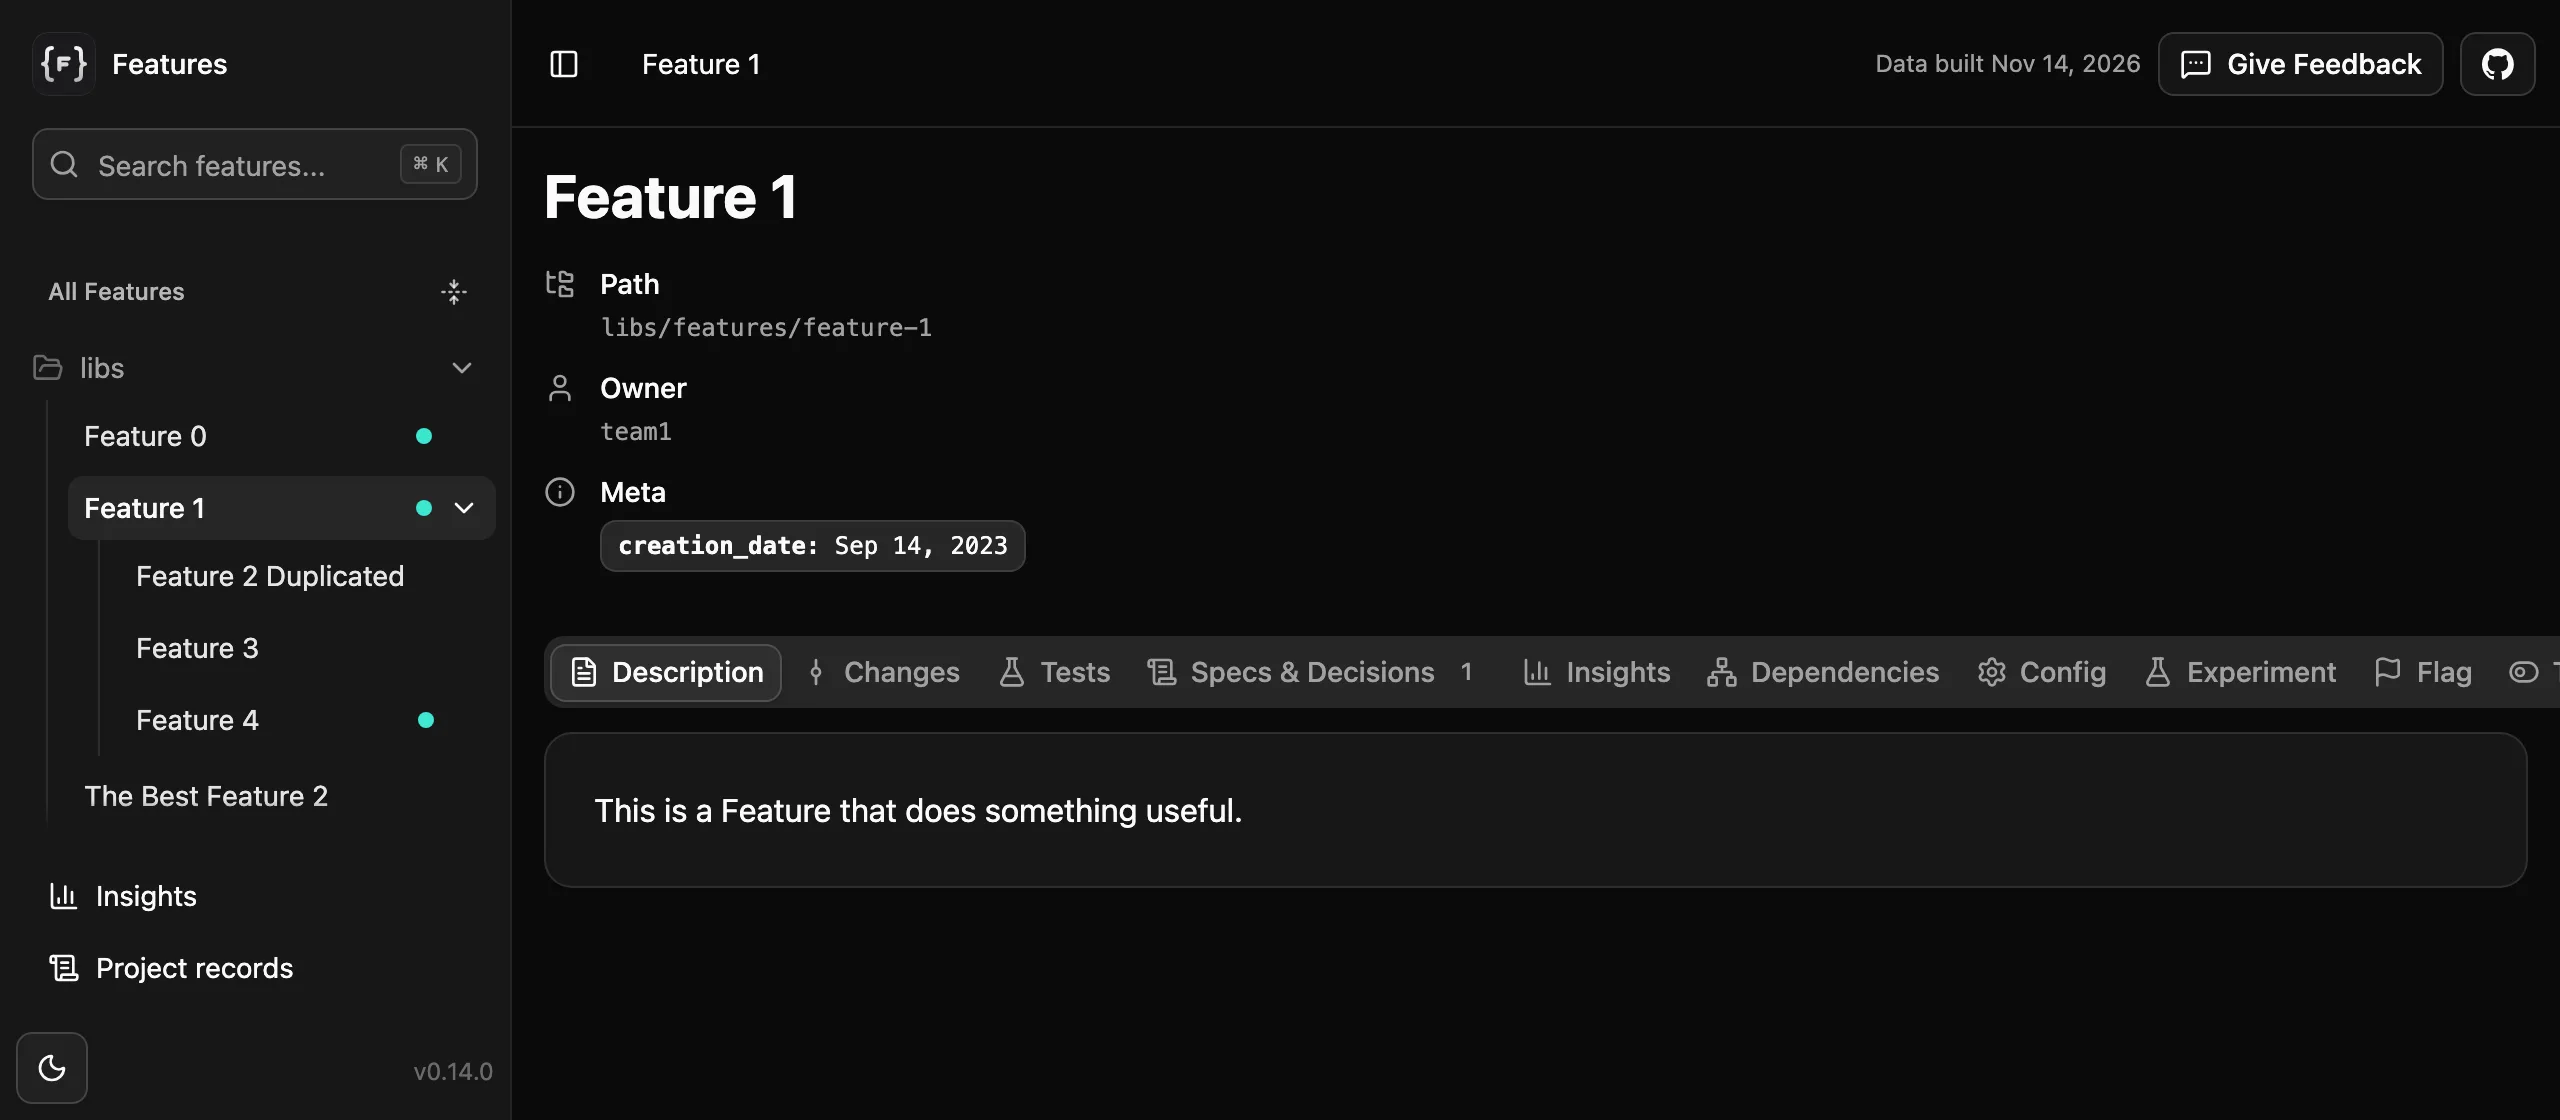 {F} Features
Search features...
⌘ K
All Features
libs
Feature 0
Feature 1
Feature 2 Duplicated
Feature 3
Feature 4
The Best Feature 2
Insights
Project records
v0.14.0
Feature 1
Data built Nov 14, 2026
Give Feedback
Feature 1
Path
libs/features/feature-1
Owner
team1
Meta
creation_date: Sep 14, 2023
Description Changes Tests Specs & Decisions 1 Insights Dependencies Config Experiment Flag
This is a Feature that does something useful.